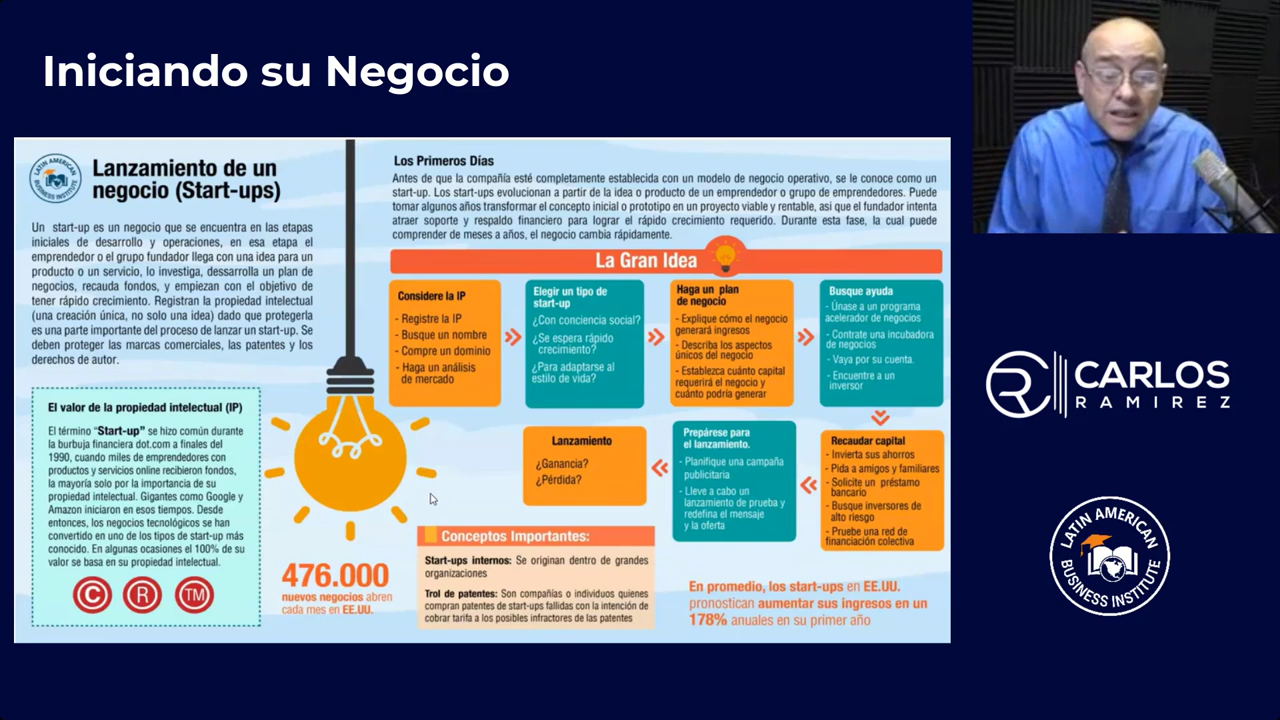 Iniciando su Negocio
LATIN AMERICAN
BUSINESS INSTITUTE
Lanzamiento de un
negocio (Start-ups)
Un start-up es un negocio que se encuentra en las etapas
iniciales de desarrollo y operaciones, en esa etapa el
emprendedor o el grupo fundador llega con una idea para un
producto o un servicio, lo investiga, dessarrolla un plan de
negocios, recauda fondos, y empiezan con el objetivo de
tener rápido crecimiento. Registran la propiedad intelectual
(una creación única, no solo una idea) dado que protegerla
es una parte importante del proceso de lanzar un start-up. Se
deben proteger las marcas comerciales, las patentes y los
derechos de autor.
El valor de la propiedad intelectual (IP)
El término "Start-up" se hizo común durante
la burbuja financiera dot.com a finales del
1990, cuando miles de emprendedores con
productos y servicios online recibieron fondos,
la mayoría solo por la importancia de su
propiedad intelectual. Gigantes como Google y
Amazon iniciaron en esos tiempos. Desde
entonces, los negocios tecnológicos se han
convertido en uno de los tipos de start-up más
conocido. En algunas ocasiones el 100% de su
valor se basa en su propiedad intelectual.
C R TM
476.000
nuevos negocios abren
cada mes en EE.UU.
Los Primeros Días
Antes de que la compañía esté completamente establecida con un modelo de negocio operativo, se le conoce como un
start-up. Los start-ups evolucionan a partir de la idea o producto de un emprendedor o grupo de emprendedores. Puede
tomar algunos años transformar el concepto inicial o prototipo en un proyecto viable y rentable, asi que el fundador intenta
atraer soporte y respaldo financiero para lograr el rápido crecimiento requerido. Durante esta fase, la cual puede
comprender de meses a años, el negocio cambia rápidamente.
La Gran Idea
Considere la IP
- Registre la IP
- Busque un nombre
- Compre un dominio
- Haga un análisis
de mercado
Elegir un tipo de
start-up
¿Con conciencia social?
¿Se espera rápido
crecimiento?
¿Para adaptarse al
estilo de vida?
Haga un plan
de negocio
- Explique cómo el negocio
generará ingresos
- Describa los aspectos
únicos del negocio
- Establezca cuánto capital
requerirá el negocio y
cuánto podría generar
Busque ayuda
- Únase a un programa
acelerador de negocios
- Contrate una incubadora
de negocios
- Vaya por su cuenta.
- Encuentre a un
inversor
Recaudar capital
- Invierta sus ahorros
- Pida a amigos y familiares
- Solicite un préstamo
bancario
- Busque inversores de
alto riesgo
- Pruebe una red de
financiación colectiva
Prepárese para
el lanzamiento.
- Planifique una campaña
publicitaria
- Lleve a cabo un
lanzamiento de prueba y
redefina el mensaje
y la oferta
Lanzamiento
¿Ganancia?
¿Pérdida?
Conceptos Importantes:
Start-ups internos: Se originan dentro de grandes
organizaciones
Trol de patentes: Son compañías o individuos quienes
compran patentes de start-ups fallidas con la intención de
cobrar tarifa a los posibles infractores de las patentes
En promedio, los start-ups en EE.UU.
pronostican aumentar sus ingresos en un
178% anuales en su primer año
CARLOS
RAMIREZ
LATIN AMERICAN
BUSINESS INSTITUTE